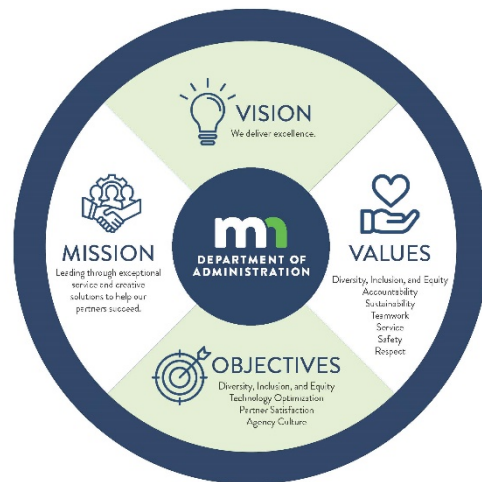 VISION
We deliver excellence.
MISSION
Leading through exceptional
service and creative
solutions to help our
partners succeed.
mn
DEPARTMENT OF
ADMINISTRATION
VALUES
Diversity, Inclusion, and Equity
Accountability
Sustainability
Teamwork
Service
Safety
Respect
OBJECTIVES
Diversity, Inclusion, and Equity
Technology Optimization
Partner Satisfaction
Agency Culture